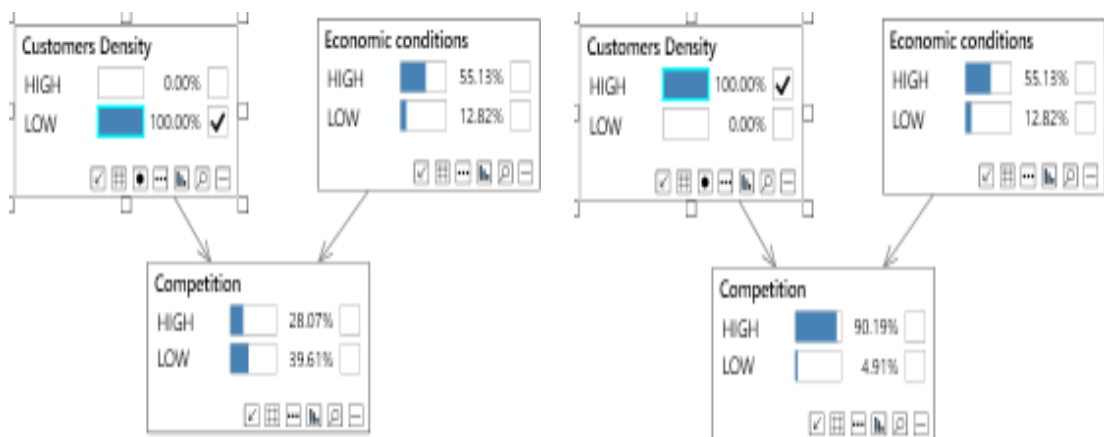 Customers Density
HIGH 0.00%
LOW 100.00%
Economic conditions
HIGH 55.13%
LOW 12.82%
Competition
HIGH 28.07%
LOW 39.61%
Customers Density
HIGH 100.00%
LOW 0.00%
Economic conditions
HIGH 55.13%
LOW 12.82%
Competition
HIGH 90.19%
LOW 4.91%